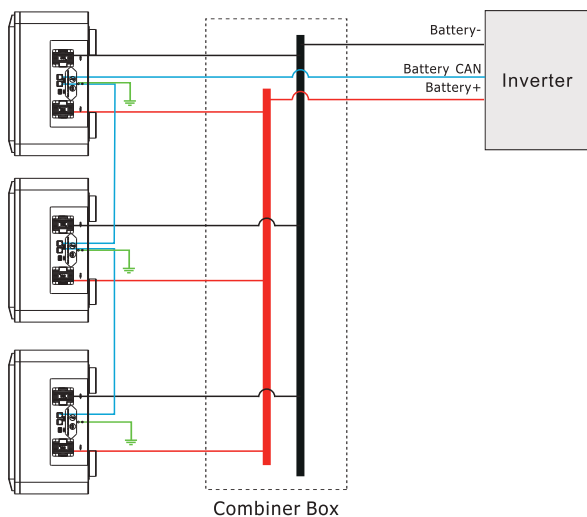 Battery-
Battery CAN
Battery+
Inverter
Combiner Box